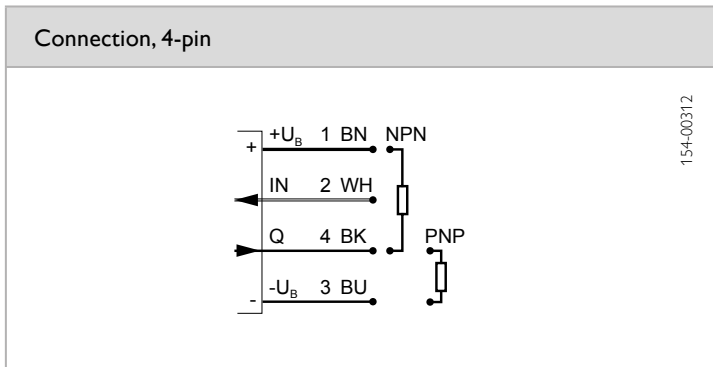 Connection, 4-pin
154-00312
+ +U_B 1 BN NPN
IN 2 WH
Q 4 BK PNP
- -U_B 3 BU